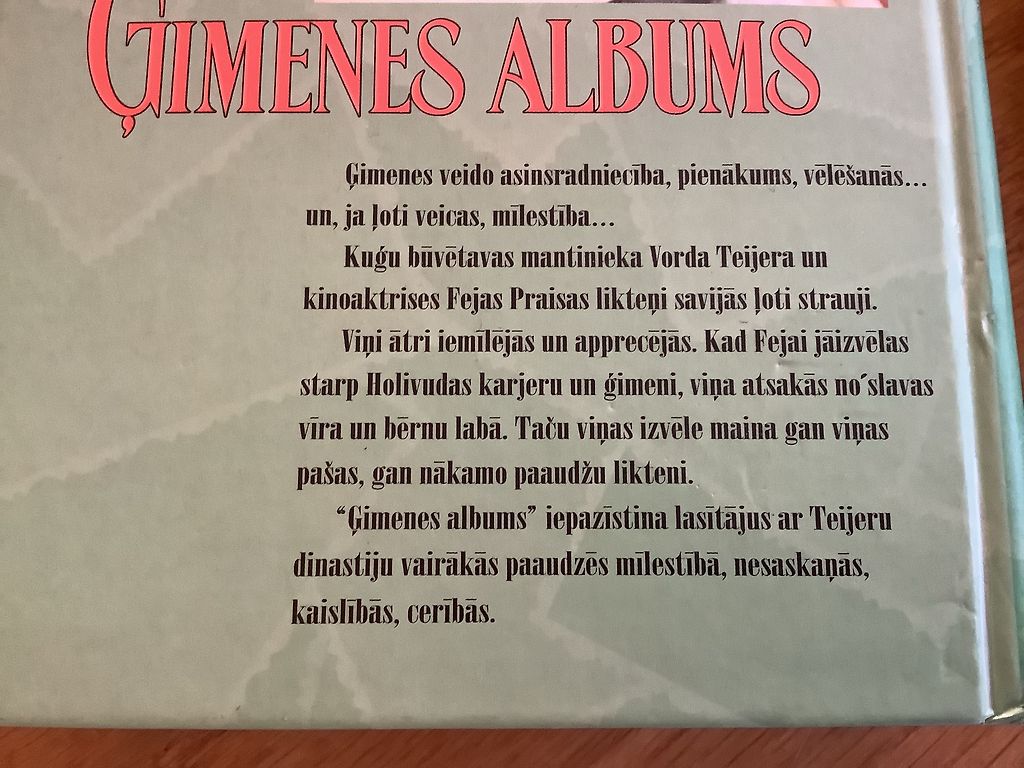 ĢIMENES ALBUMS
Ģimenes veido asinsradniecība, pienākums, vēlēšanās...
un, ja ļoti veicas, mīlestība...
Kuģu būvētavas mantinieka Vorda Teijera un
kinoaktrises Fejas Praisas likteņi savijās ļoti strauji.
Viņi ātri iemīlējās un apprecējās. Kad Fejai jāizvēlas
starp Holivudas karjeru un ģimeni, viņa atsakās no´slavas
vīra un bērnu labā. Taču viņas izvēle maina gan viņas
pašas, gan nākamo paaudžu likteni.
“Ģimenes albums” iepazīstina lasītājus ar Teijeru
dinastiju vairākās paaudzēs mīlestībā, nesaskaņās,
kaislībās, cerībās.